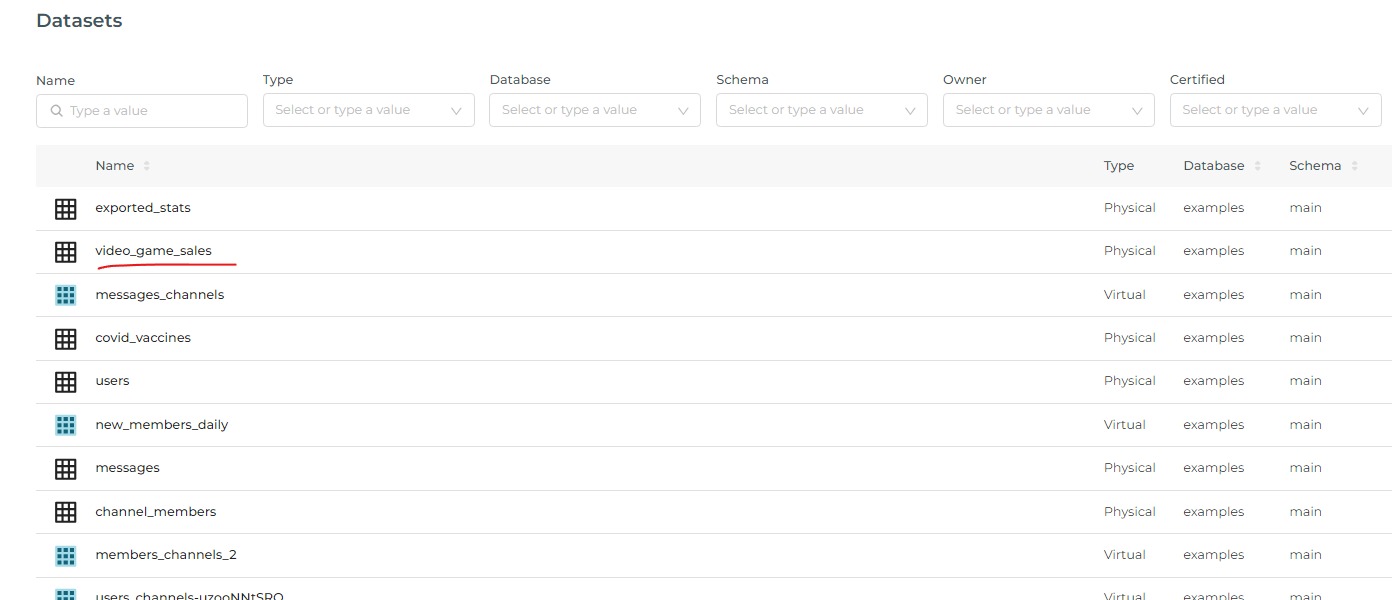 Datasets
Name Type Database Schema Owner Certified
Type a value Select or type a value Select or type a value Select or type a value Select or type a value Select or type a value
Name Type Database Schema
exported_stats Physical examples main
video_game_sales Physical examples main
messages_channels Virtual examples main
covid_vaccines Physical examples main
users Physical examples main
new_members_daily Virtual examples main
messages Physical examples main
channel_members Physical examples main
members_channels_2 Virtual examples main
users_channels-uzooNNtSRO Virtual examples main